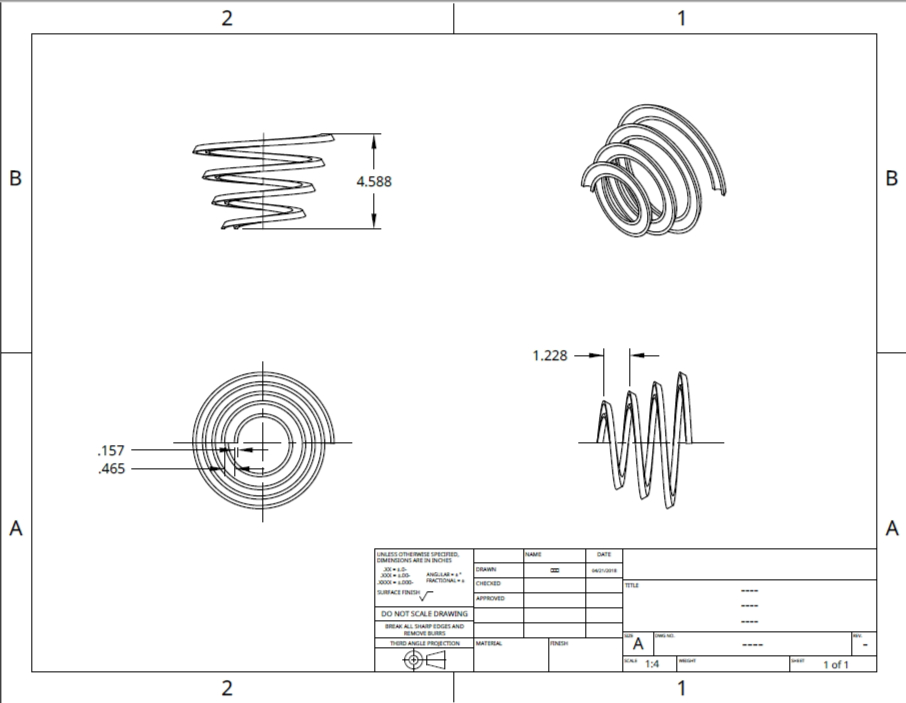 2
1
B
B
4.588
1.228
.157
.465
A
A
UNLESS OTHERWISE SPECIFIED,
DIMENSIONS ARE IN INCHES
.XX = ±.0-
.XXX = ±.00-
.XXXX = ±.000-
ANGULAR = ± °
FRACTIONAL = ±
SURFACE FINISH
DO NOT SCALE DRAWING
BREAK ALL SHARP EDGES AND
REMOVE BURRS
THIRD ANGLE PROJECTION
NAME
DATE
DRAWN
04/21/2018
CHECKED
APPROVED
MATERIAL
FINISH
TITLE
----
----
----
SIZE
A
DWG NO.
----
REV.
-
SCALE
1:4
WEIGHT
SHEET
1 of 1
2
1